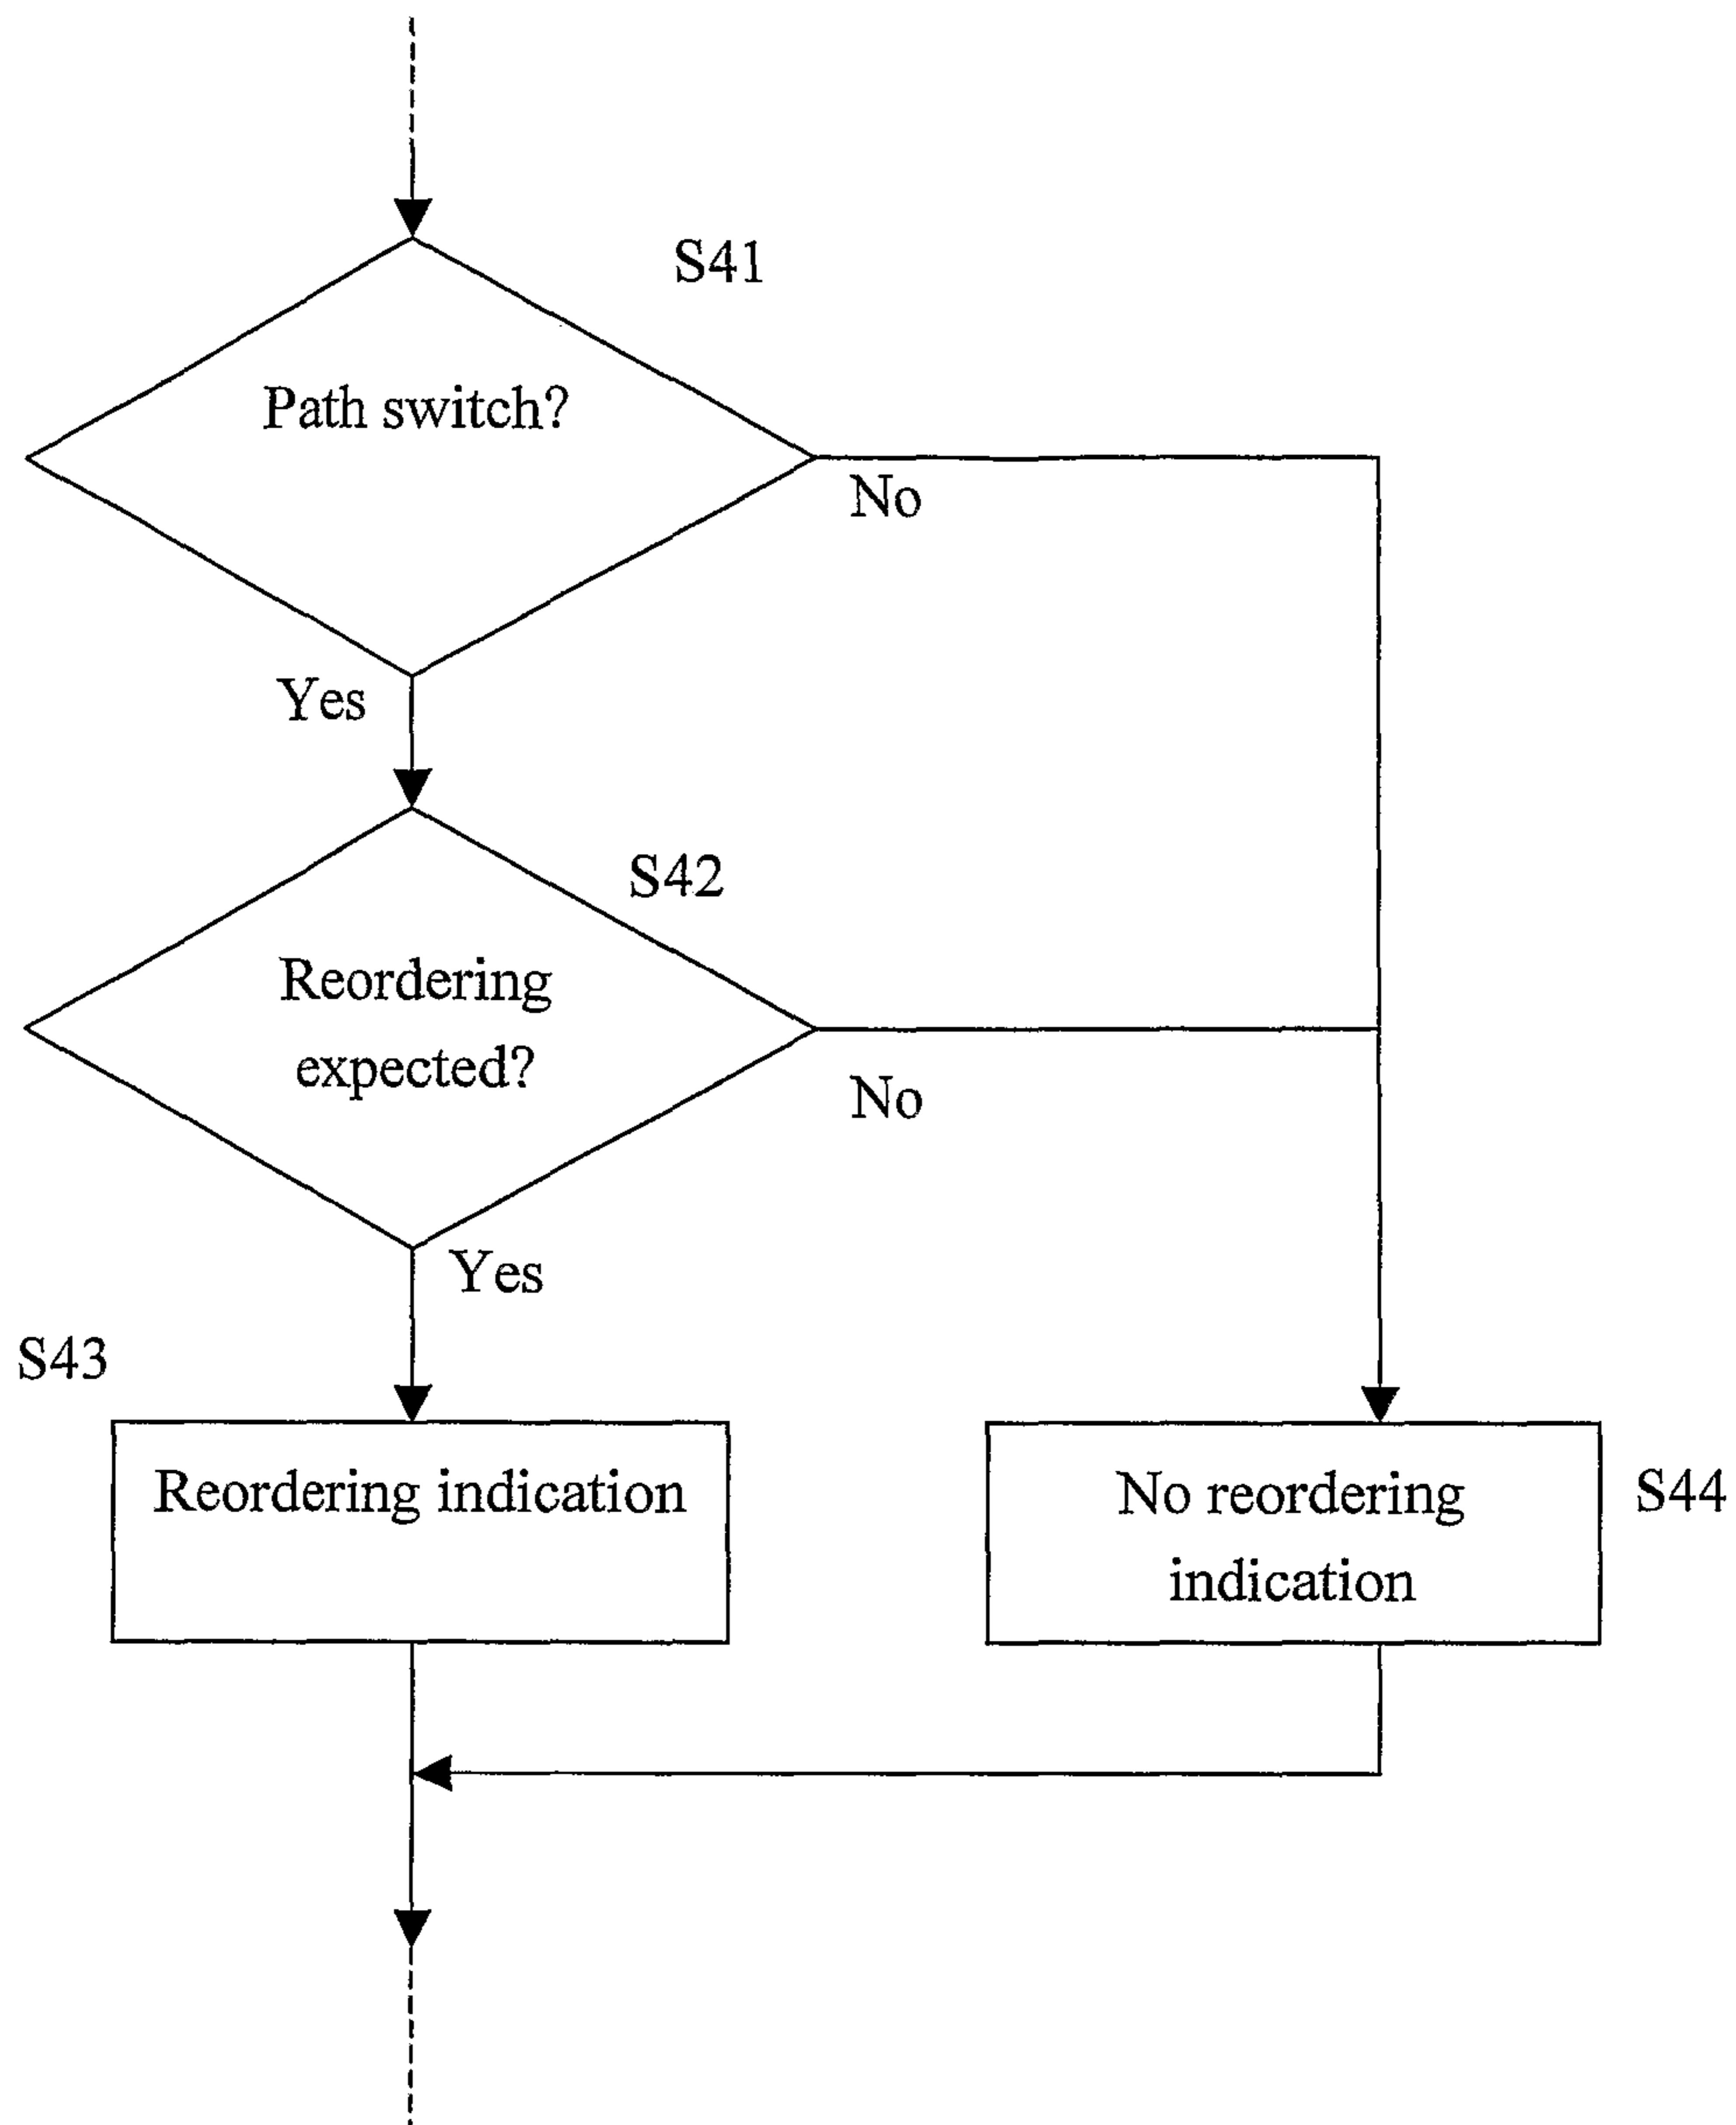 S41
Path switch?
No
Yes
S42
Reordering
expected?
No
Yes
S43
Reordering indication
No reordering
indication
S44